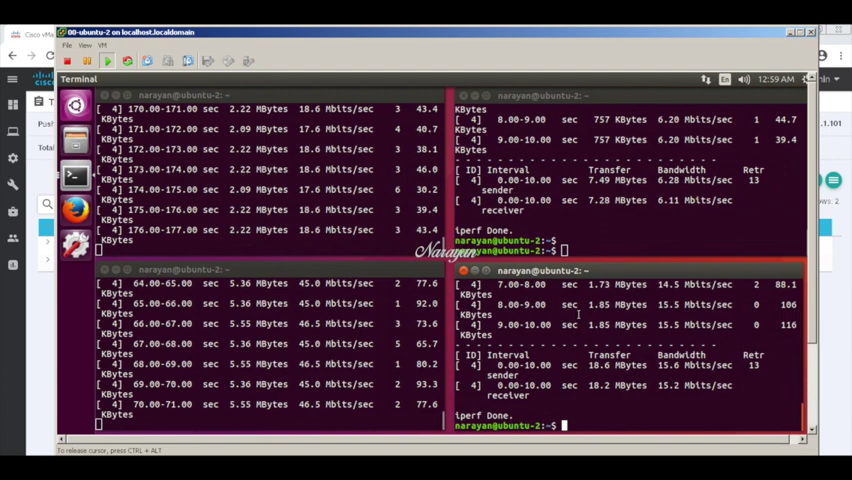 00-ubuntu-2 on localhost.localdomain
File View VM
Terminal
En
12:59 AM
narayan@ubuntu-2: ~
[ 4] 170.00-171.00 sec 2.22 MBytes 18.6 Mbits/sec 3 43.4
KBytes
[ 4] 171.00-172.00 sec 2.09 MBytes 17.6 Mbits/sec 4 40.7
KBytes
[ 4] 172.00-173.00 sec 2.22 MBytes 18.6 Mbits/sec 3 38.1
KBytes
[ 4] 173.00-174.00 sec 2.22 MBytes 18.6 Mbits/sec 3 46.0
KBytes
[ 4] 174.00-175.00 sec 2.09 MBytes 17.6 Mbits/sec 6 30.2
KBytes
[ 4] 175.00-176.00 sec 2.22 MBytes 18.6 Mbits/sec 3 39.4
KBytes
[ 4] 176.00-177.00 sec 2.22 MBytes 18.6 Mbits/sec 3 43.4
KBytes
narayan@ubuntu-2: ~
KBytes
[ 4] 8.00-9.00 sec 757 KBytes 6.20 Mbits/sec 1 44.7
KBytes
[ 4] 9.00-10.00 sec 757 KBytes 6.20 Mbits/sec 1 39.4
KBytes
- - - - - - - - - - - - - - - - - - - - - - - - -
[ ID] Interval Transfer Bandwidth Retr
[ 4] 0.00-10.00 sec 7.49 MBytes 6.28 Mbits/sec 13
sender
[ 4] 0.00-10.00 sec 7.28 MBytes 6.11 Mbits/sec
receiver
iperf Done.
narayan@ubuntu-2:~$
narayan@ubuntu-2:~$
Narayan
narayan@ubuntu-2: ~
[ 4] 64.00-65.00 sec 5.36 MBytes 45.0 Mbits/sec 2 77.6
KBytes
[ 4] 65.00-66.00 sec 5.36 MBytes 45.0 Mbits/sec 1 92.0
KBytes
[ 4] 66.00-67.00 sec 5.55 MBytes 46.5 Mbits/sec 3 73.6
KBytes
[ 4] 67.00-68.00 sec 5.55 MBytes 46.5 Mbits/sec 5 65.7
KBytes
[ 4] 68.00-69.00 sec 5.55 MBytes 46.5 Mbits/sec 1 80.2
KBytes
[ 4] 69.00-70.00 sec 5.36 MBytes 45.0 Mbits/sec 2 93.3
KBytes
[ 4] 70.00-71.00 sec 5.55 MBytes 46.5 Mbits/sec 2 77.6
KBytes
narayan@ubuntu-2: ~
[ 4] 7.00-8.00 sec 1.73 MBytes 14.5 Mbits/sec 2 88.1
KBytes
[ 4] 8.00-9.00 sec 1.85 MBytes 15.5 Mbits/sec 0 106
KBytes
[ 4] 9.00-10.00 sec 1.85 MBytes 15.5 Mbits/sec 0 116
KBytes
- - - - - - - - - - - - - - - - - - - - - - - - -
[ ID] Interval Transfer Bandwidth Retr
[ 4] 0.00-10.00 sec 18.6 MBytes 15.6 Mbits/sec 13
sender
[ 4] 0.00-10.00 sec 18.2 MBytes 15.2 Mbits/sec
receiver
iperf Done.
narayan@ubuntu-2:~$
To release cursor, press CTRL + ALT
Cisco vM
cisco
Push
Total
1.101
ows: 2